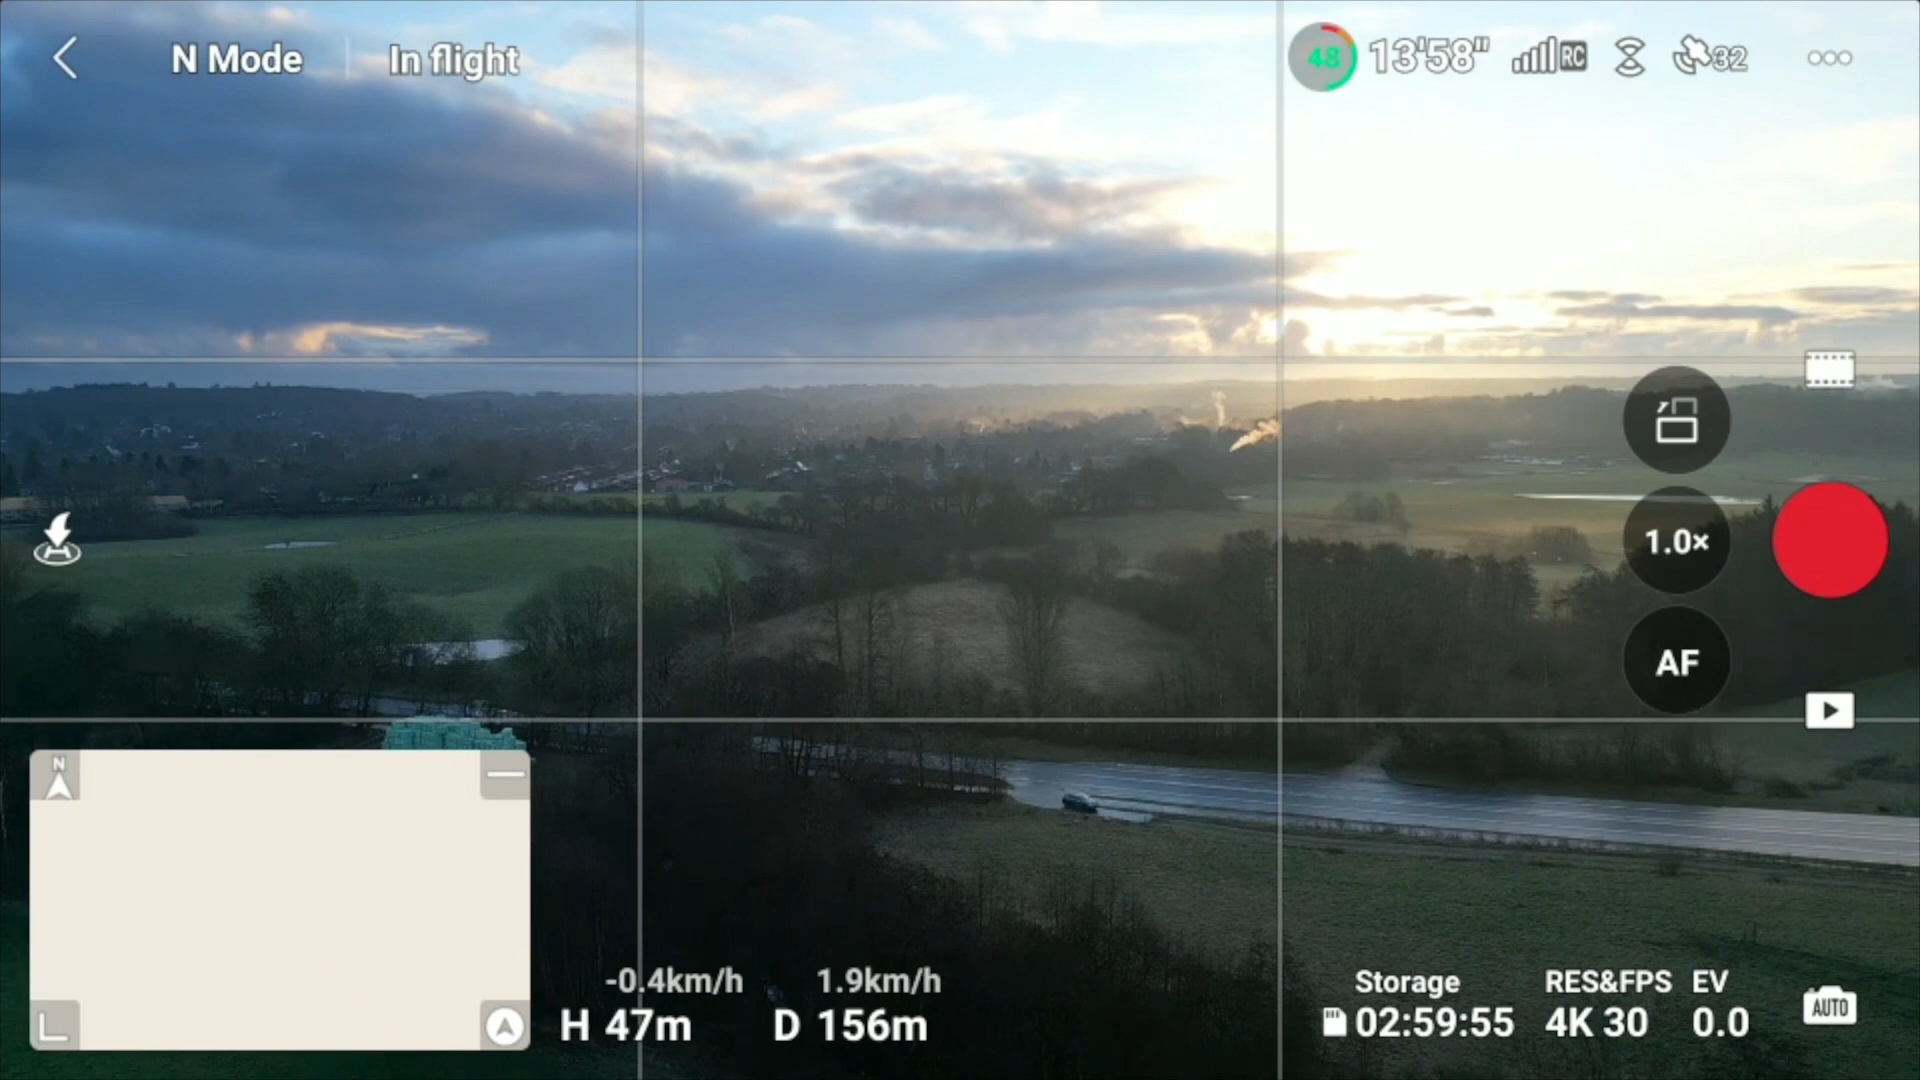 N Mode In flight 48 13'58" RC 32
1.0×
AF
N
-0.4km/h 1.9km/h
H 47m D 156m
Storage RES&FPS EV
02:59:55 4K 30 0.0 AUTO